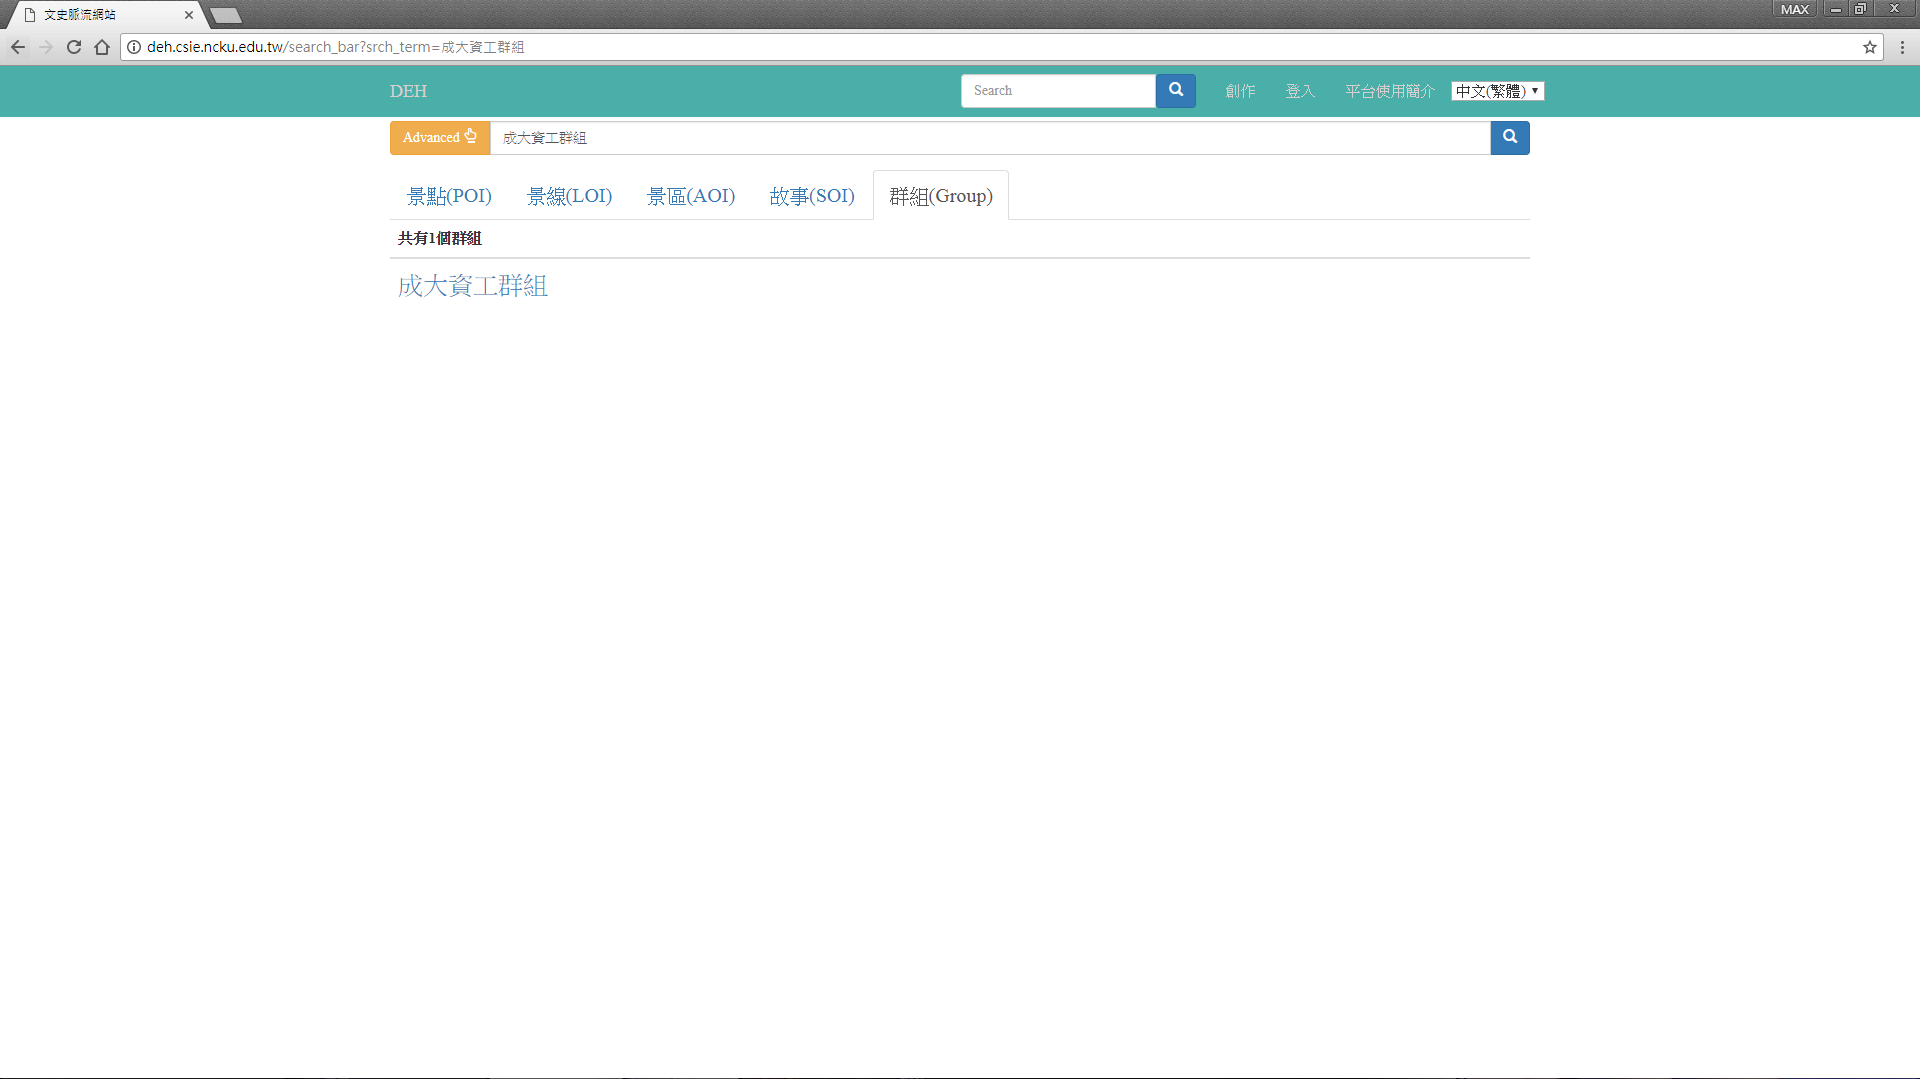 文史脈流網站
MAX
deh.csie.ncku.edu.tw/search_bar?srch_term=成大資工群組
DEH
Search
創作
登入
平台使用簡介
中文(繁體)
Advanced
成大資工群組
景點(POI)
景線(LOI)
景區(AOI)
故事(SOI)
群組(Group)
共有1個群組
成大資工群組